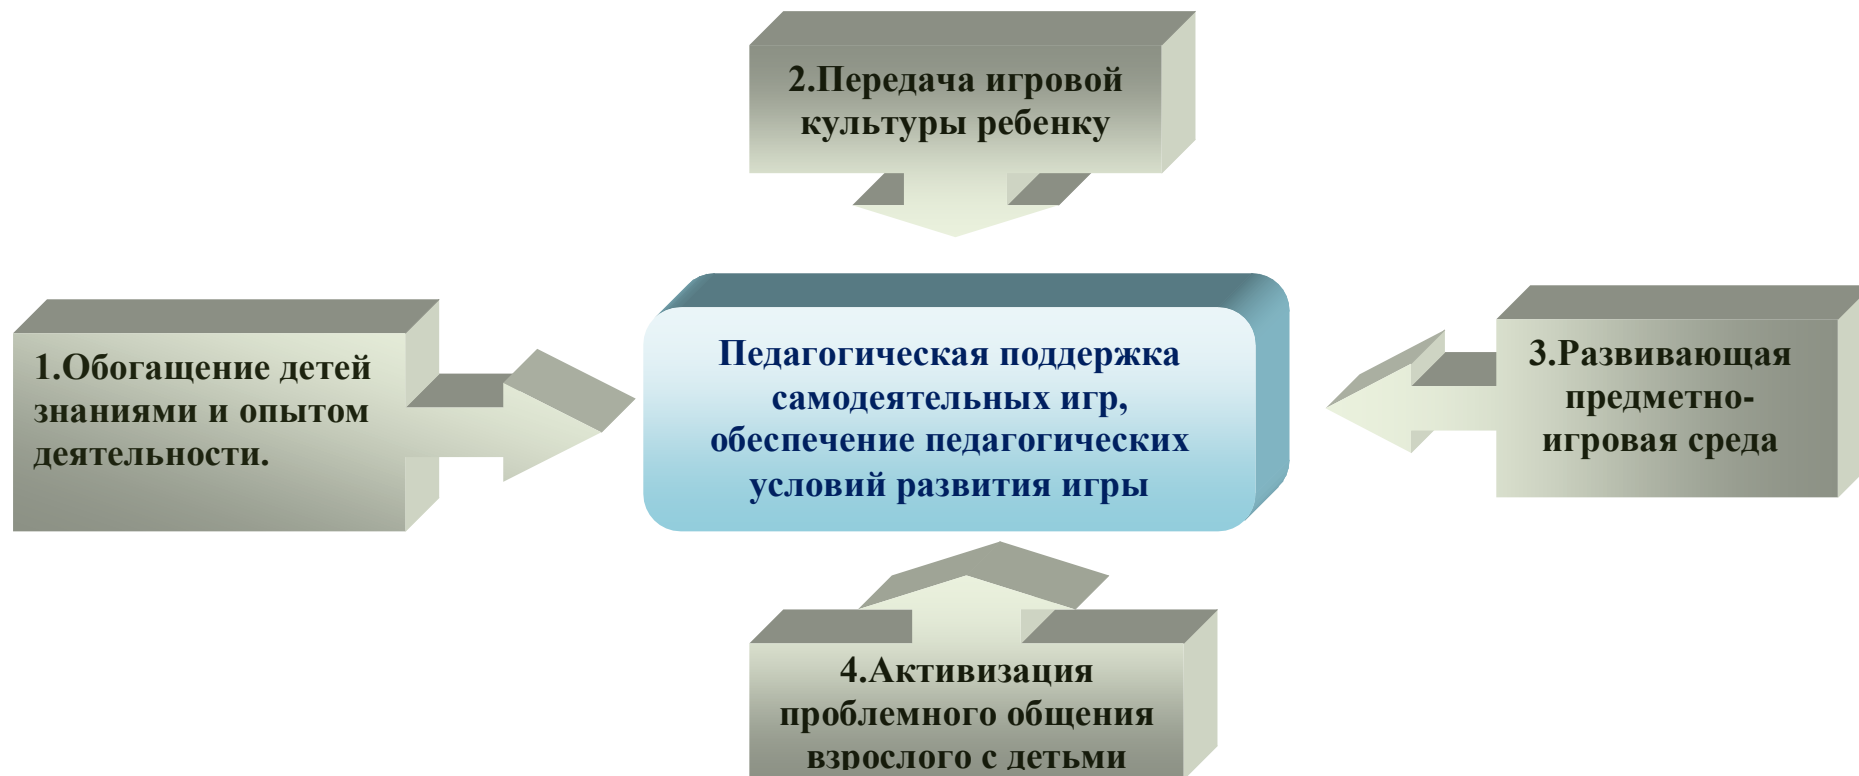 2.Передача игровой
культуры ребенку
1.Обогащение детей
знаниями и опытом
деятельности.
Педагогическая поддержка
самодеятельных игр,
обеспечение педагогических
условий развития игры
3.Развивающая
предметно-
игровая среда
4.Активизация
проблемного общения
взрослого с детьми